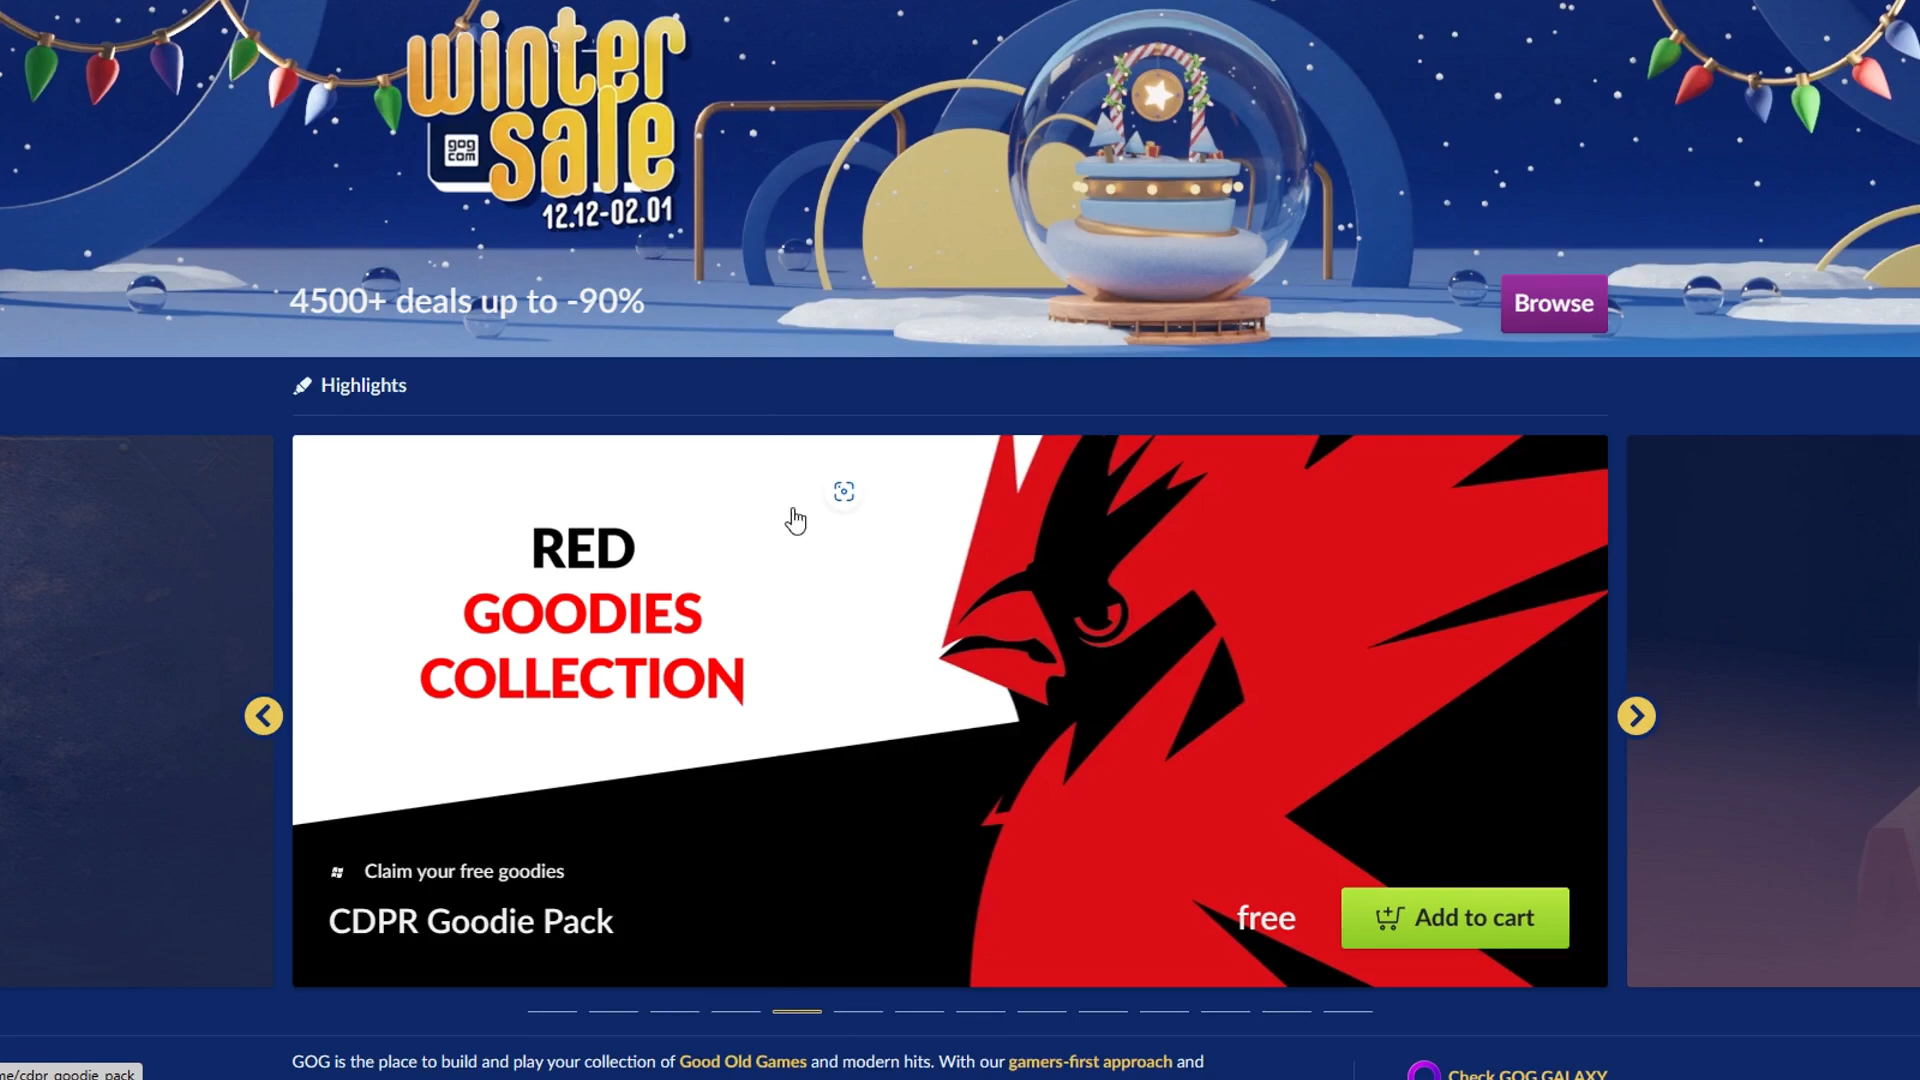 winter
gog
com
sale
12.12-02.01
4500+ deals up to -90%
Browse
Highlights
RED
GOODIES
COLLECTION
Claim your free goodies
CDPR Goodie Pack
free
Add to cart
GOG is the place to build and play your collection of Good Old Games and modern hits. With our gamers-first approach and
Check GOG GALAXY
me/cdpr_goodie_pack